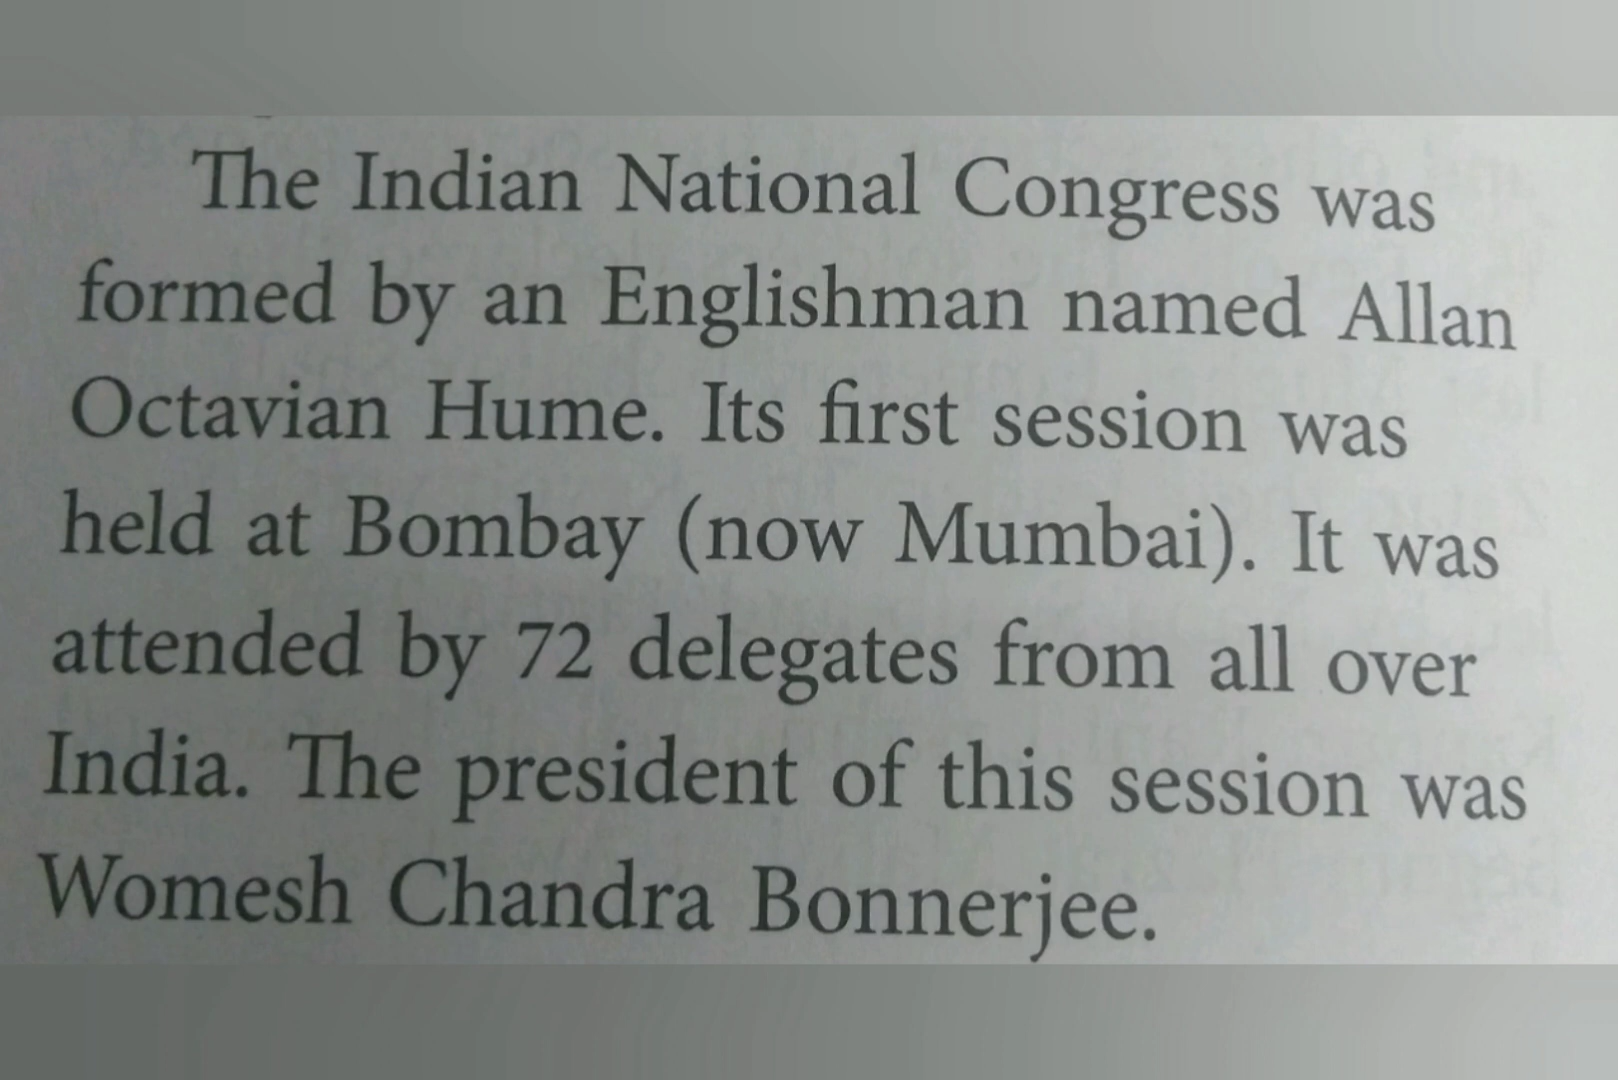 The Indian National Congress was
formed by an Englishman named Allan
Octavian Hume. Its first session was
held at Bombay (now Mumbai). It was
attended by 72 delegates from all over
India. The president of this session was
Womesh Chandra Bonnerjee.